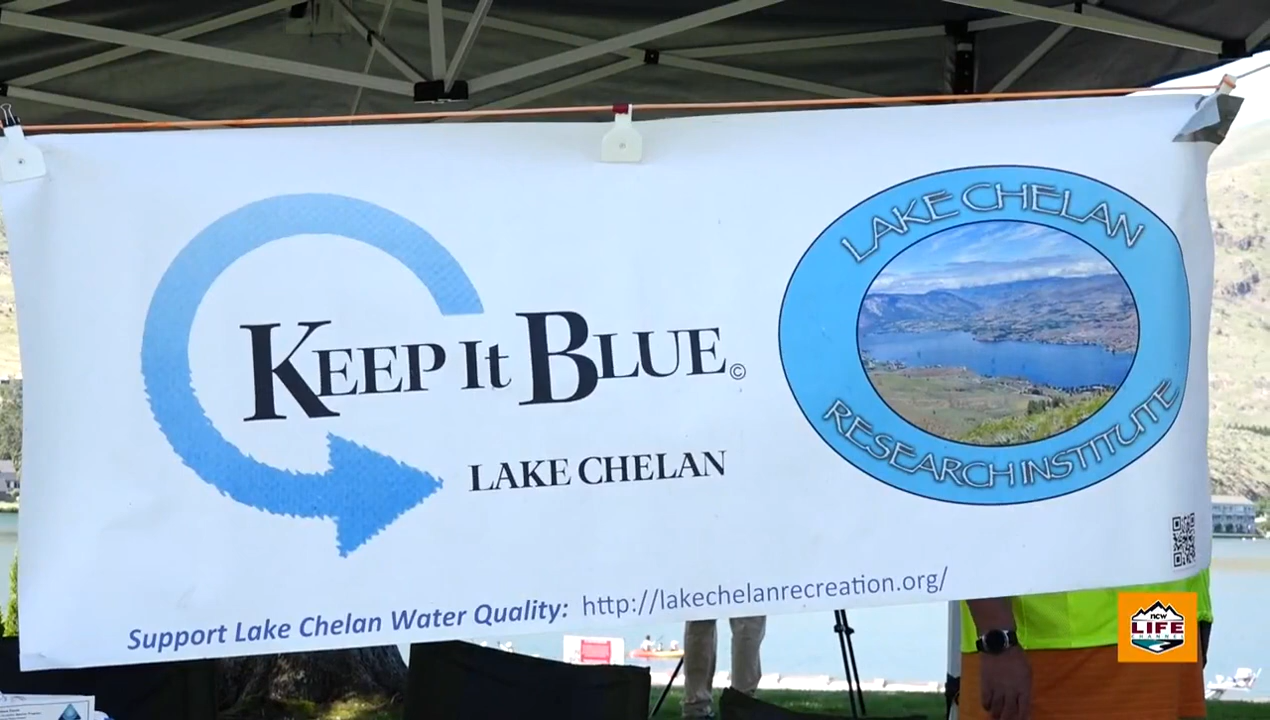 KEEP IT BLUE©
LAKE CHELAN
LAKE CHELAN
RESEARCH INSTITUTE
Support Lake Chelan Water Quality: http://lakechelanrecreation.org/
ncw
LIFE
CHANNEL